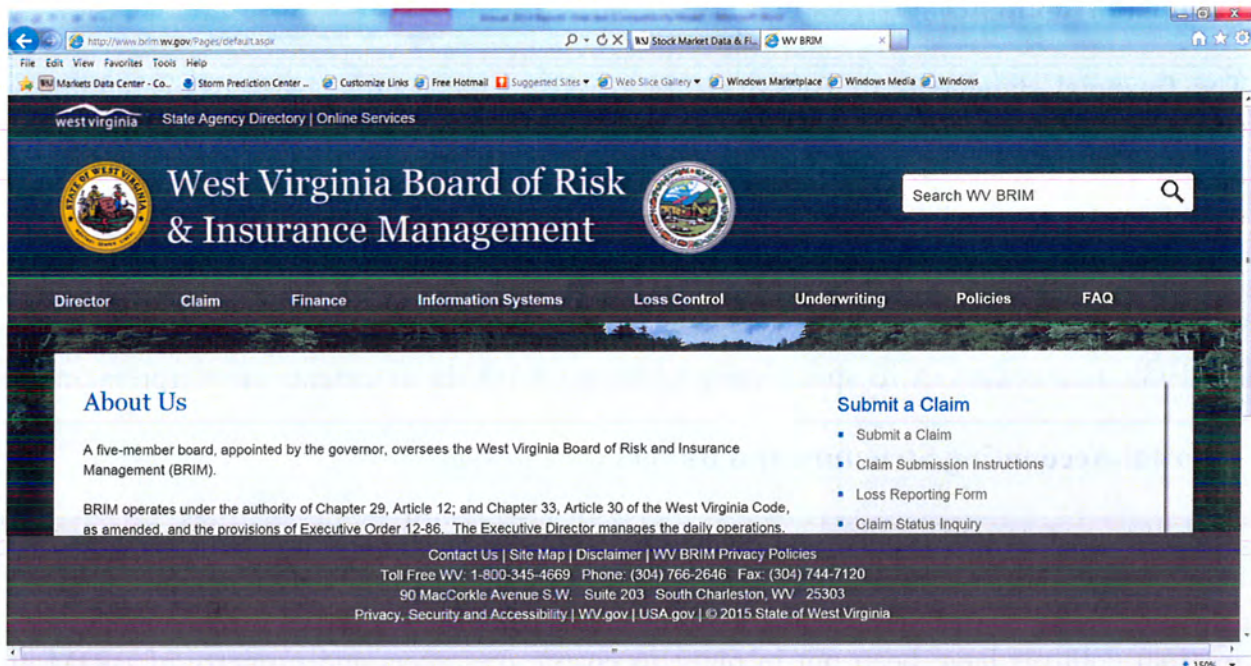 http://www.brim.wv.gov/Pages/default.aspx
WSJ Stock Market Data & Fi...
WV BRIM
File Edit View Favorites Tools Help
Markets Data Center - Co... Storm Prediction Center ... Customize Links Free Hotmail Suggested Sites Web Slice Gallery Windows Marketplace Windows Media Windows
west virginia State Agency Directory | Online Services
West Virginia Board of Risk
& Insurance Management
Search WV BRIM
Director Claim Finance Information Systems Loss Control Underwriting Policies FAQ
About Us
A five-member board, appointed by the governor, oversees the West Virginia Board of Risk and Insurance
Management (BRIM).
BRIM operates under the authority of Chapter 29, Article 12; and Chapter 33, Article 30 of the West Virginia Code,
as amended, and the provisions of Executive Order 12-86. The Executive Director manages the daily operations.
Submit a Claim
Submit a Claim
Claim Submission Instructions
Loss Reporting Form
Claim Status Inquiry
Contact Us | Site Map | Disclaimer | WV BRIM Privacy Policies
Toll Free WV: 1-800-345-4669 Phone: (304) 766-2646 Fax: (304) 744-7120
90 MacCorkle Avenue S.W. Suite 203 South Charleston, WV 25303
Privacy, Security and Accessibility | WV.gov | USA.gov | © 2015 State of West Virginia
150%